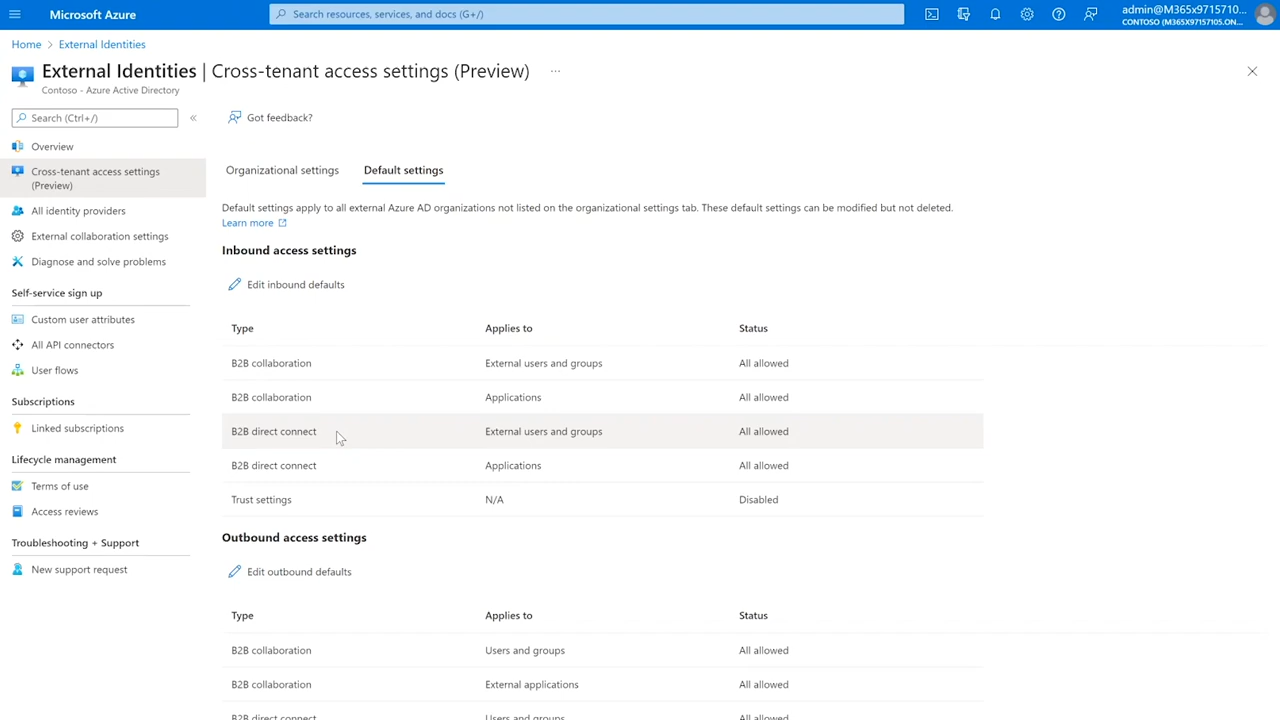 Microsoft Azure
Search resources, services, and docs (G+/)
admin@M365x9715710...
CONTOSO (M365X97157105.ON...
Home > External Identities
External Identities | Cross-tenant access settings (Preview) ...
Contoso - Azure Active Directory
Search (Ctrl+/)
«
Got feedback?
Overview
Cross-tenant access settings
(Preview)
All identity providers
External collaboration settings
Diagnose and solve problems
Self-service sign up
Custom user attributes
All API connectors
User flows
Subscriptions
Linked subscriptions
Lifecycle management
Terms of use
Access reviews
Troubleshooting + Support
New support request
Organizational settings Default settings
Default settings apply to all external Azure AD organizations not listed on the organizational settings tab. These default settings can be modified but not deleted.
Learn more
Inbound access settings
Edit inbound defaults
Type Applies to Status
B2B collaboration External users and groups All allowed
B2B collaboration Applications All allowed
B2B direct connect External users and groups All allowed
B2B direct connect Applications All allowed
Trust settings N/A Disabled
Outbound access settings
Edit outbound defaults
Type Applies to Status
B2B collaboration Users and groups All allowed
B2B collaboration External applications All allowed
B2B direct connect Users and groups All allowed